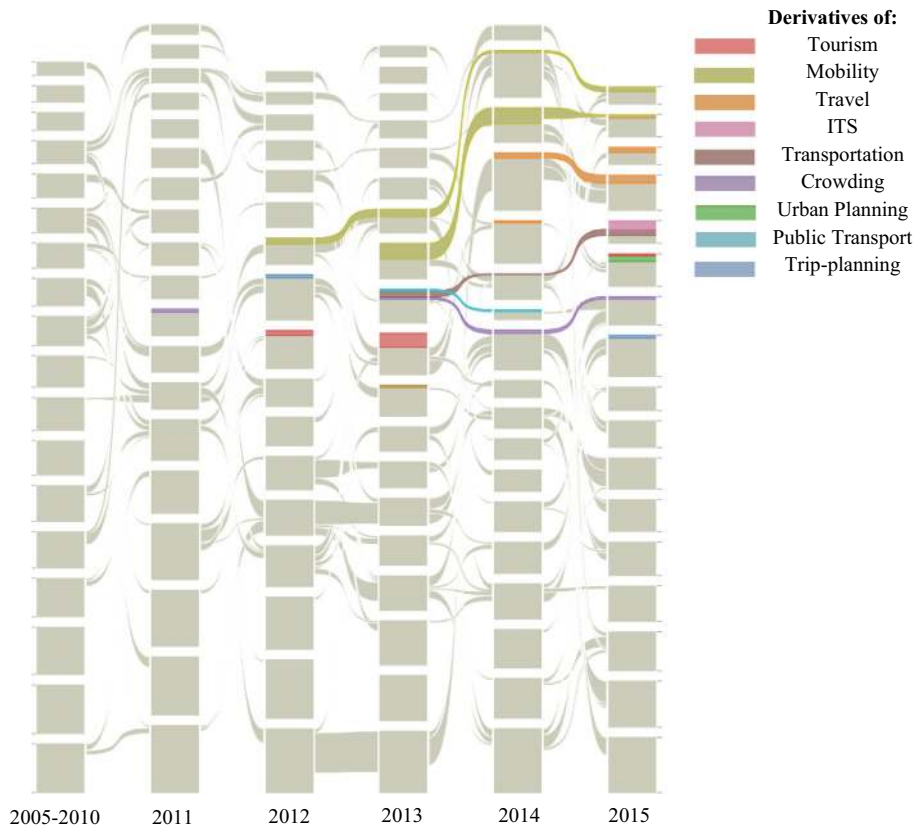 Derivatives of:
Tourism
Mobility
Travel
ITS
Transportation
Crowding
Urban Planning
Public Transport
Trip-planning
2005-2010 2011 2012 2013 2014 2015